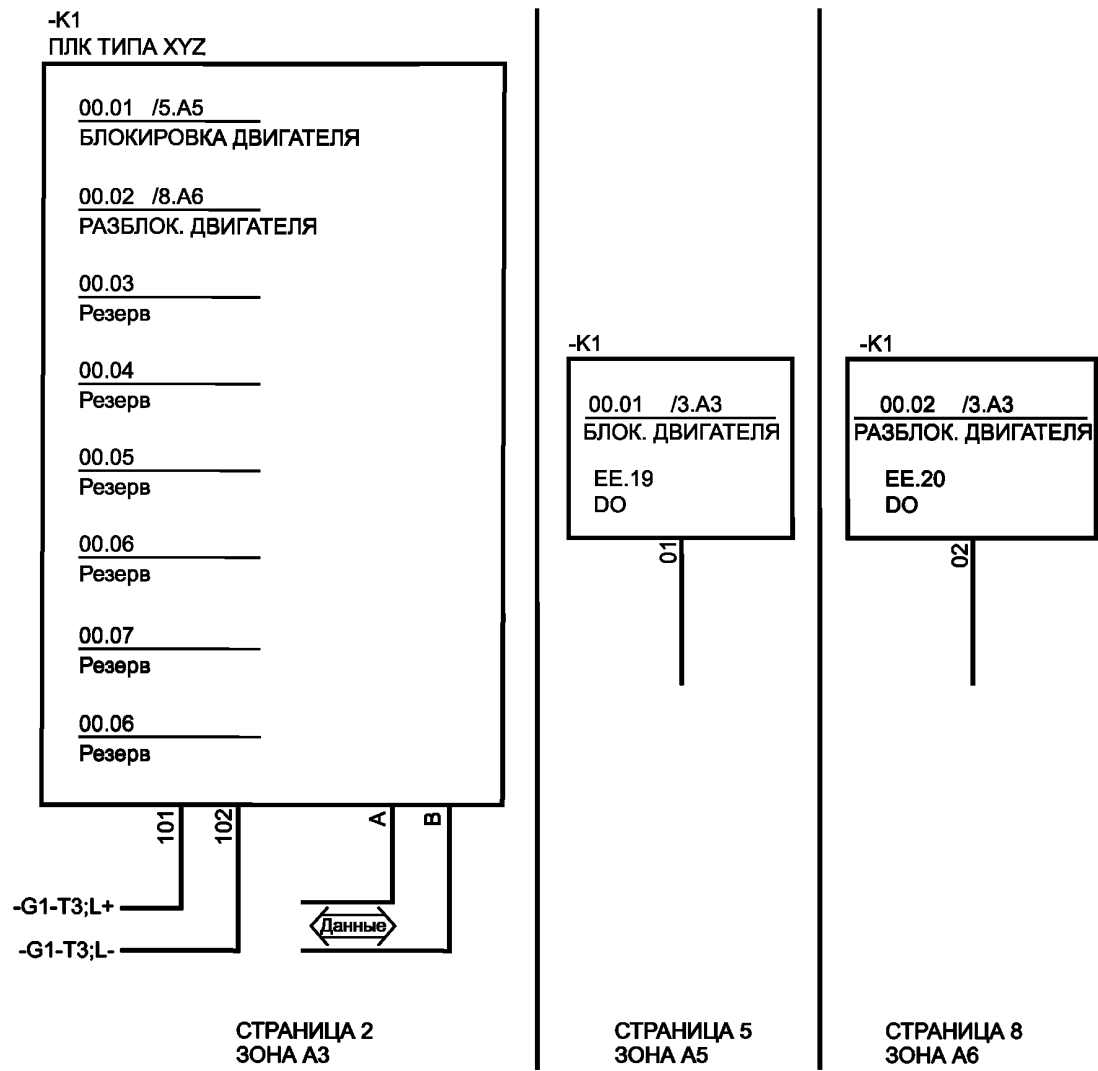 -K1
ПЛК ТИПА XYZ
00.01 /5.A5
БЛОКИРОВКА ДВИГАТЕЛЯ
00.02 /8.A6
РАЗБЛОК. ДВИГАТЕЛЯ
00.03
Резерв
00.04
Резерв
00.05
Резерв
00.06
Резерв
00.07
Резерв
00.06
Резерв
101
102
A
B
-G1-T3;L+
Данные
-G1-T3;L-
СТРАНИЦА 2
ЗОНА А3
-K1
00.01 /3.A3
БЛОК. ДВИГАТЕЛЯ
EE.19
DO
01
СТРАНИЦА 5
ЗОНА А5
-K1
00.02 /3.A3
РАЗБЛОК. ДВИГАТЕЛЯ
EE.20
DO
02
СТРАНИЦА 8
ЗОНА А6